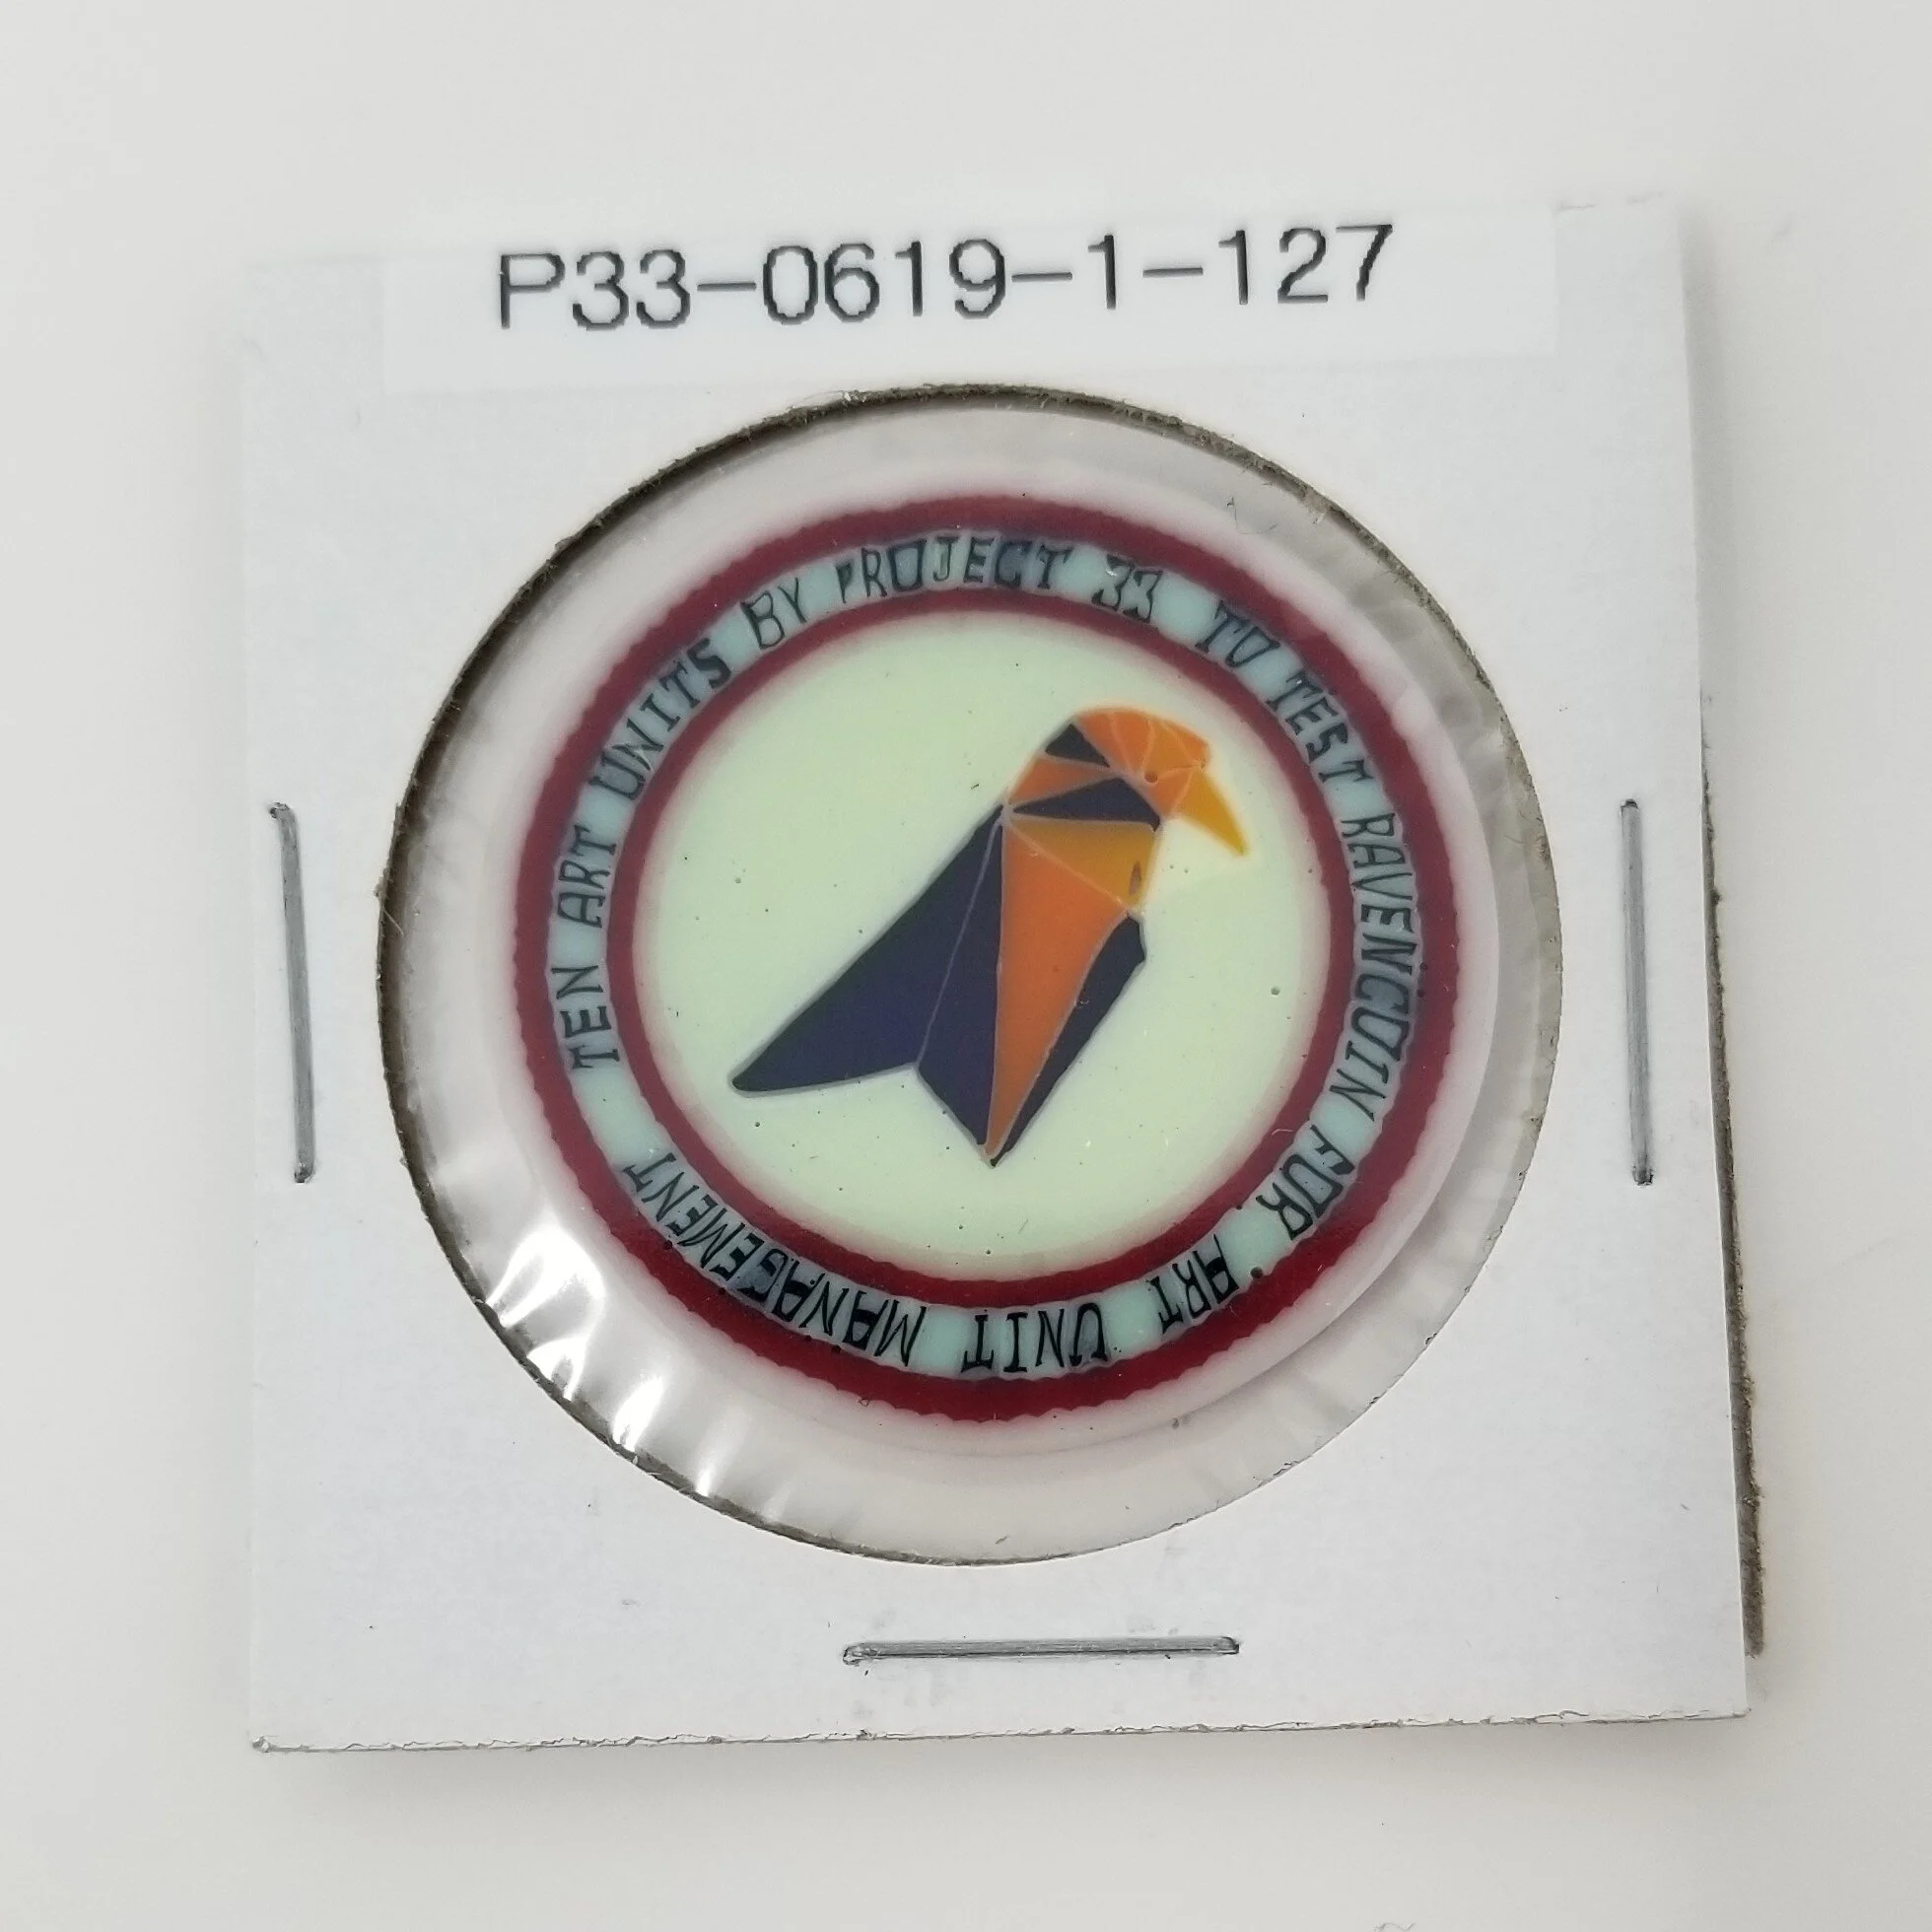 P33-0619-1-127
TEN ART UNITS BY PROJECT 33 TO TEST RAVENCOIN FOR ART UNIT MANAGEMENT